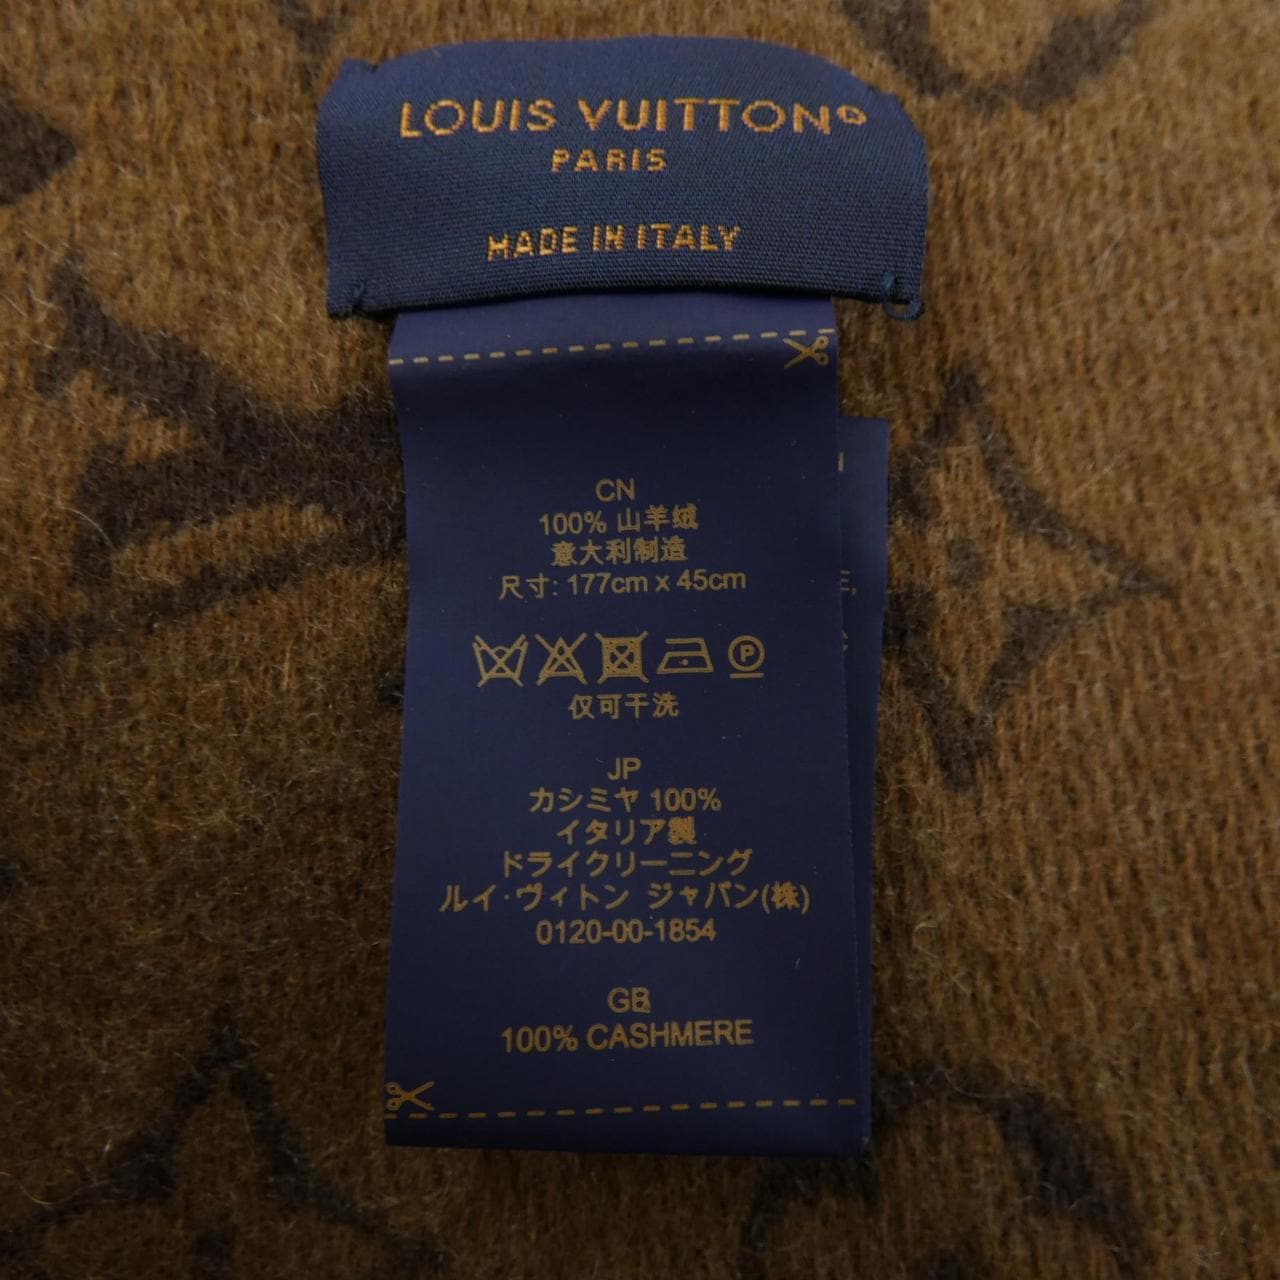 LOUIS VUITTON®
PARIS
MADE IN ITALY
CN
100% 山羊绒
意大利制造
尺寸: 177cm x 45cm
P
仅可干洗
JP
カシミヤ 100%
イタリア製
ドライクリーニング
ルイ・ヴィトン ジャパン(株)
0120-00-1854
GB
100% CASHMERE